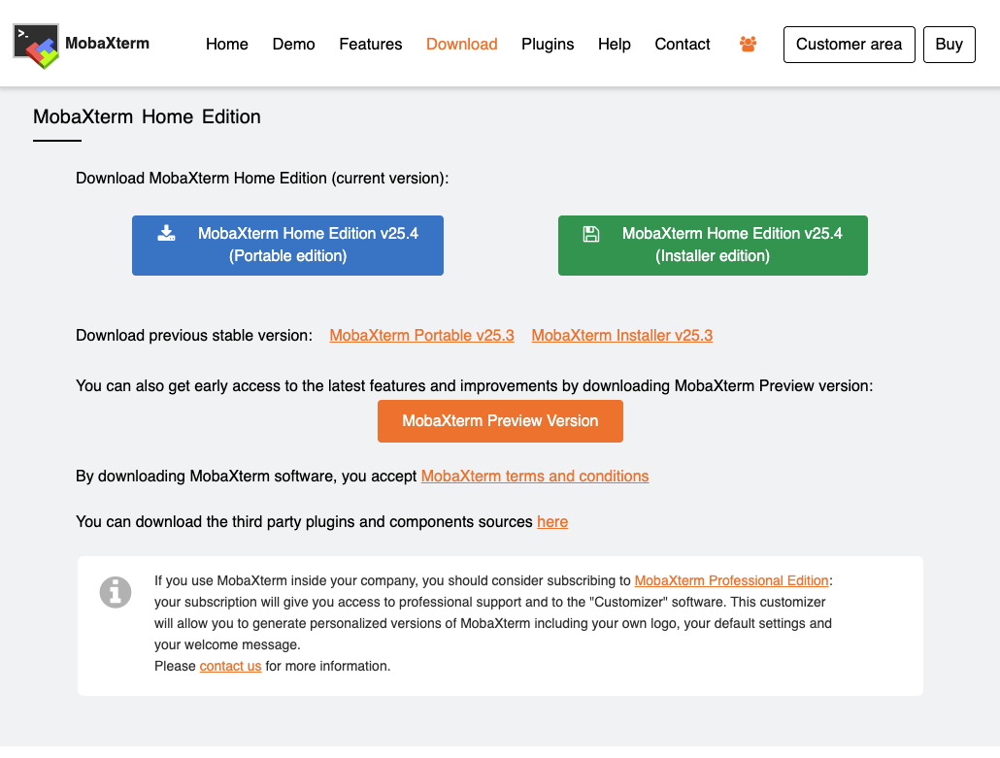 >_ MobaXterm Home Demo Features Download Plugins Help Contact Customer area Buy
MobaXterm Home Edition
Download MobaXterm Home Edition (current version):
MobaXterm Home Edition v25.4
(Portable edition)
MobaXterm Home Edition v25.4
(Installer edition)
Download previous stable version: MobaXterm Portable v25.3 MobaXterm Installer v25.3
You can also get early access to the latest features and improvements by downloading MobaXterm Preview version:
MobaXterm Preview Version
By downloading MobaXterm software, you accept MobaXterm terms and conditions
You can download the third party plugins and components sources here
If you use MobaXterm inside your company, you should consider subscribing to MobaXterm Professional Edition:
your subscription will give you access to professional support and to the "Customizer" software. This customizer
will allow you to generate personalized versions of MobaXterm including your own logo, your default settings and
your welcome message.
Please contact us for more information.